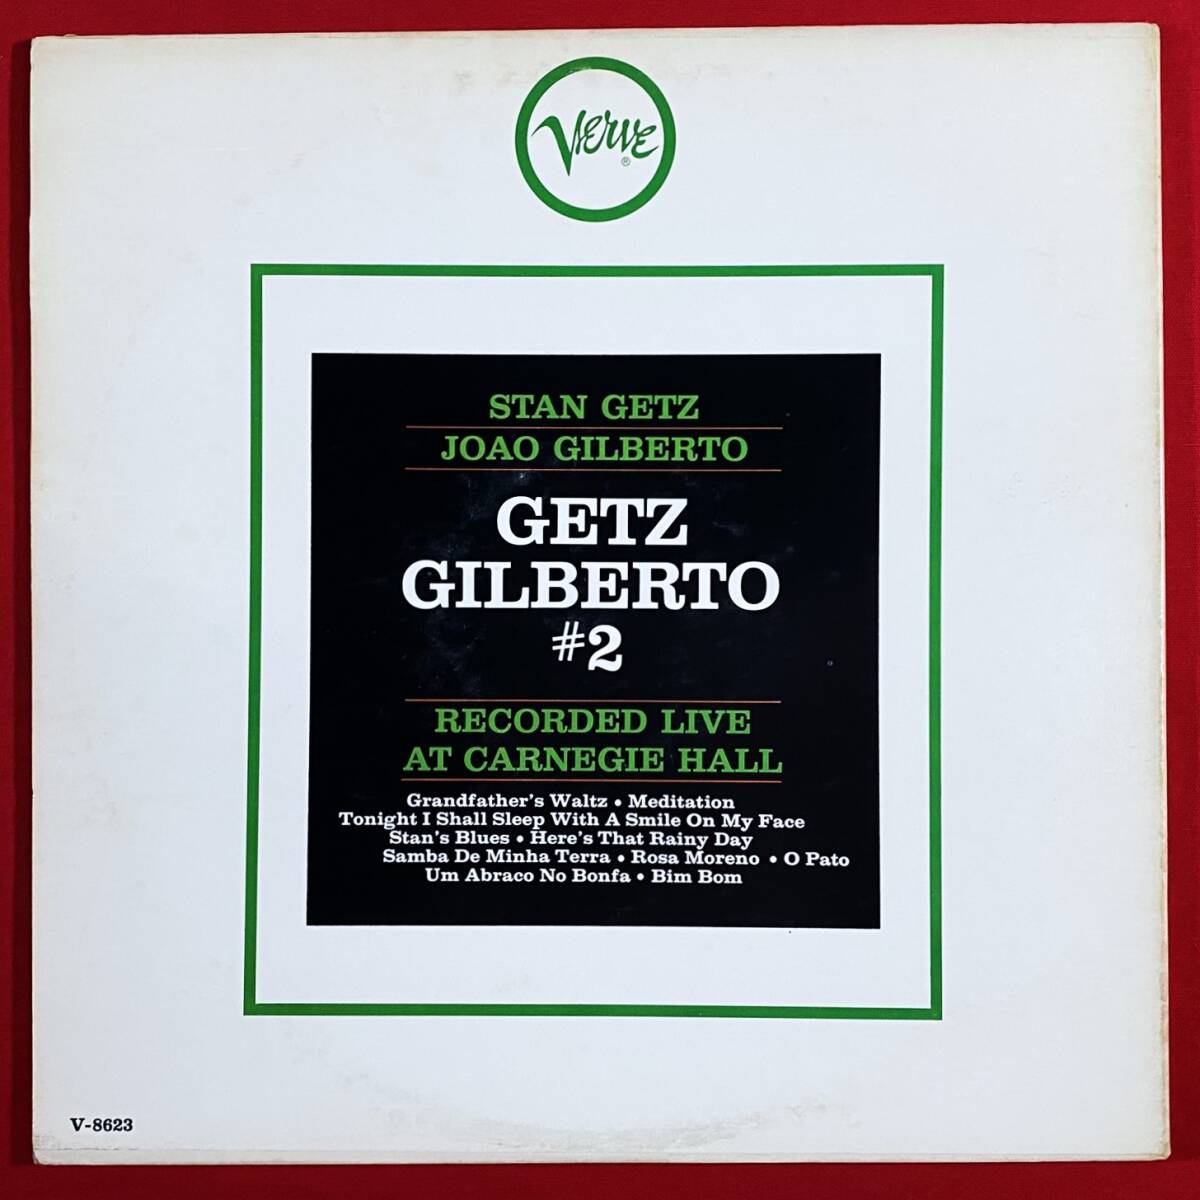 VERVE ®
STAN GETZ
JOAO GILBERTO
GETZ
GILBERTO
#2
RECORDED LIVE
AT CARNEGIE HALL
Grandfather's Waltz • Meditation
Tonight I Shall Sleep With A Smile On My Face
Stan's Blues • Here's That Rainy Day
Samba De Minha Terra • Rosa Moreno • O Pato
Um Abraco No Bonfa • Bim Bom
V-8623